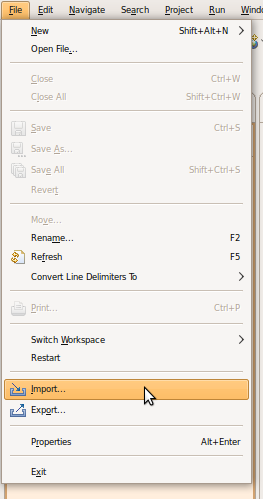 File Edit Navigate Search Project Run Windo
New Shift+Alt+N
Open File...
Close Ctrl+W
Close All Shift+Ctrl+W
Save Ctrl+S
Save As...
Save All Shift+Ctrl+S
Revert
Move...
Rename... F2
Refresh F5
Convert Line Delimiters To
Print... Ctrl+P
Switch Workspace
Restart
Import...
Export...
Properties Alt+Enter
Exit